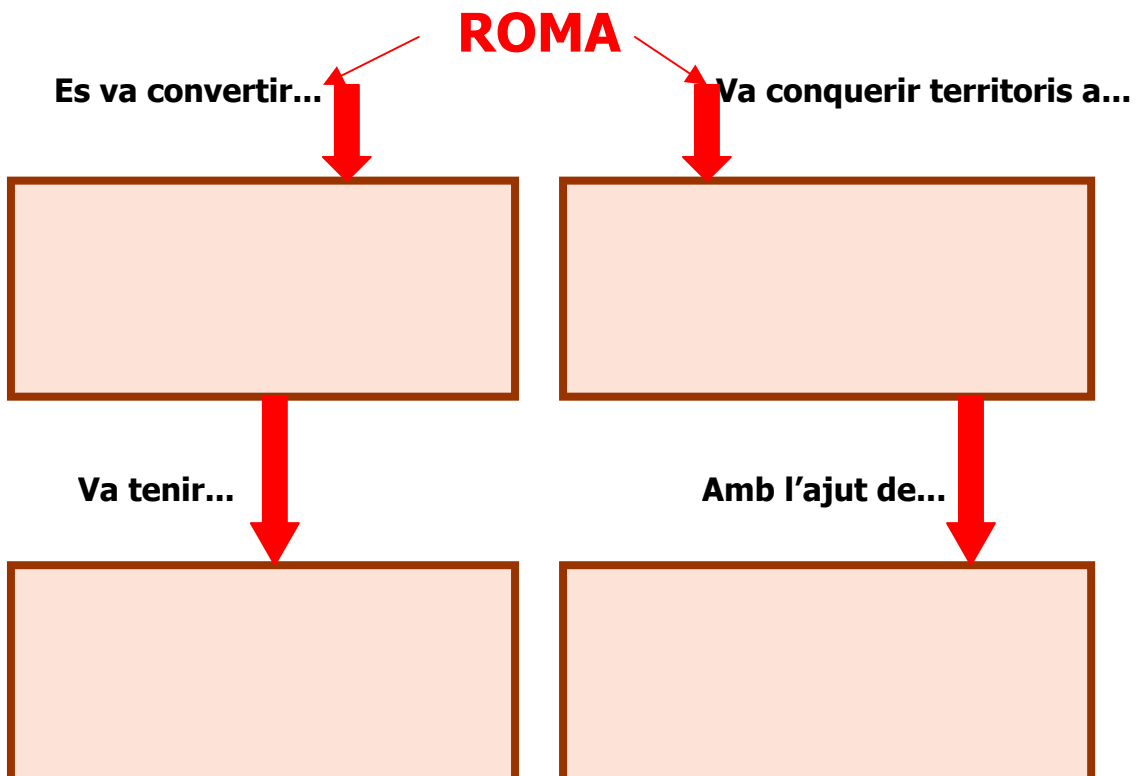 ROMA
Es va convertir...
Va conquerir territoris a...
Va tenir...
Amb l’ajut de...